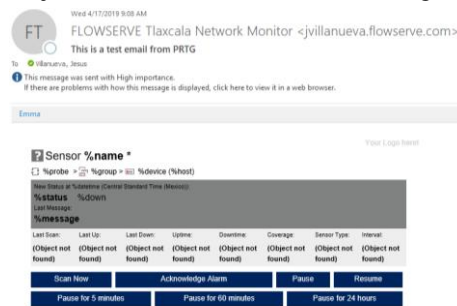 Wed 4/17/2019 9:08 AM
FT
FLOWSERVE Tlaxcala Network Monitor <jvillanueva.flowserve.com>
This is a test email from PRTG
To Villanueva, Jesus
This message was sent with High importance.
If there are problems with how this message is displayed, click here to view it in a web browser.
Emma
Your Logo here!
? Sensor %name *
%probe » %group » %device (%host)
New Status at %datetime (Central Standard Time (Mexico)):
%status %down
Last Message:
%message
Last Scan: Last Up: Last Down: Uptime: Downtime: Coverage: Sensor Type: Interval:
(Object not found) (Object not found) (Object not found) (Object not found) (Object not found) (Object not found) (Object not found) (Object not found)
Scan Now Acknowledge Alarm Pause Resume
Pause for 5 minutes Pause for 60 minutes Pause for 24 hours